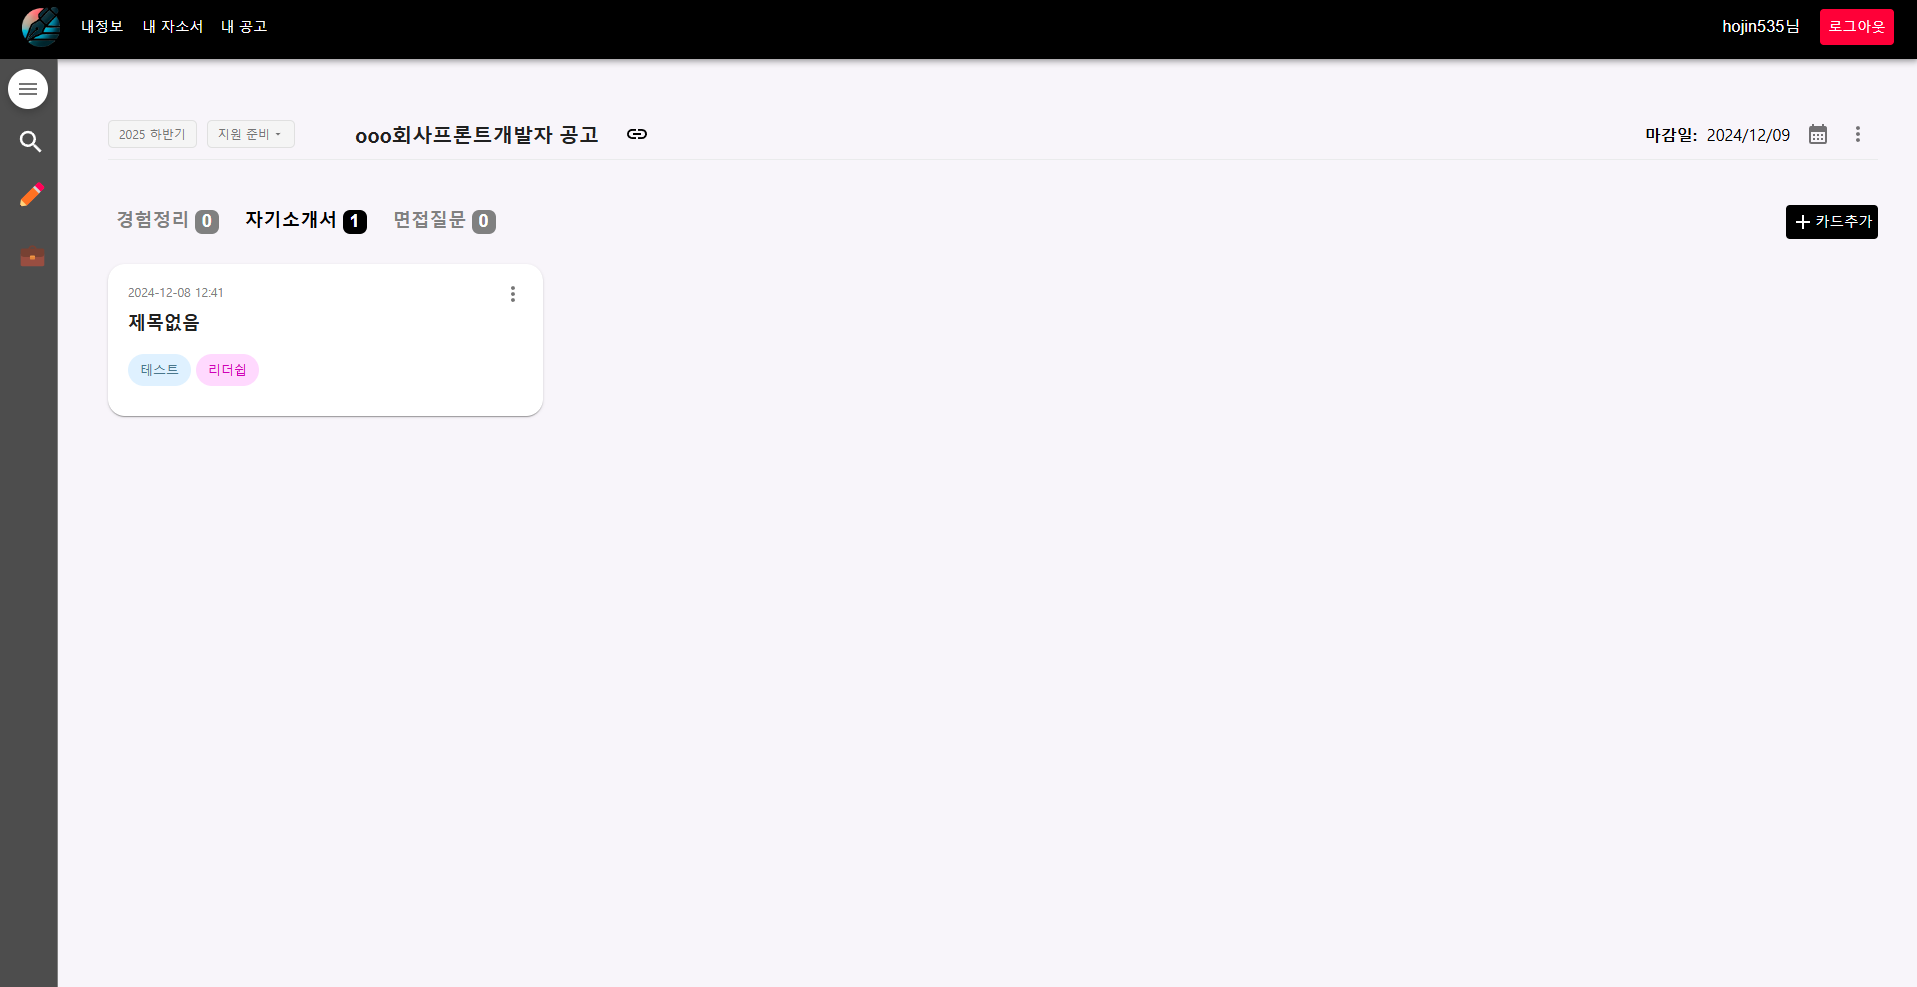 내정보 내 자소서 내 공고 hojin535님 로그아웃
2025 하반기 지원 준비 ooo회사프론트개발자 공고 마감일: 2024/12/09
경험정리 0 자기소개서 1 면접질문 0 카드추가
2024-12-08 12:41
제목없음
테스트 리더쉽